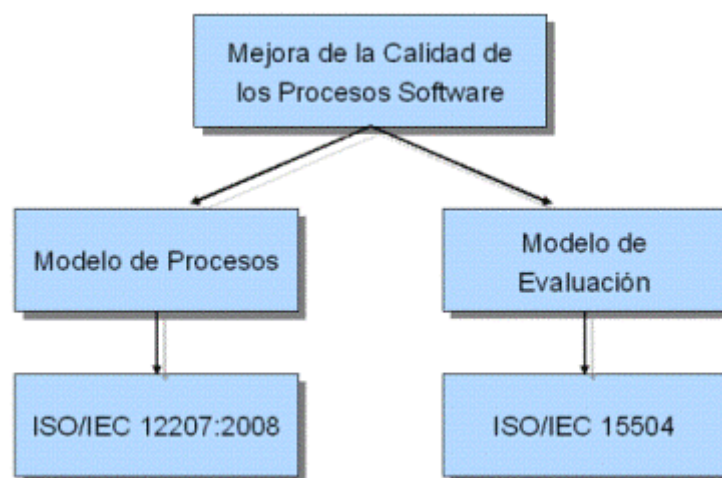 Mejora de la Calidad de
los Procesos Software
Modelo de Procesos
Modelo de
Evaluación
ISO/IEC 12207:2008
ISO/IEC 15504